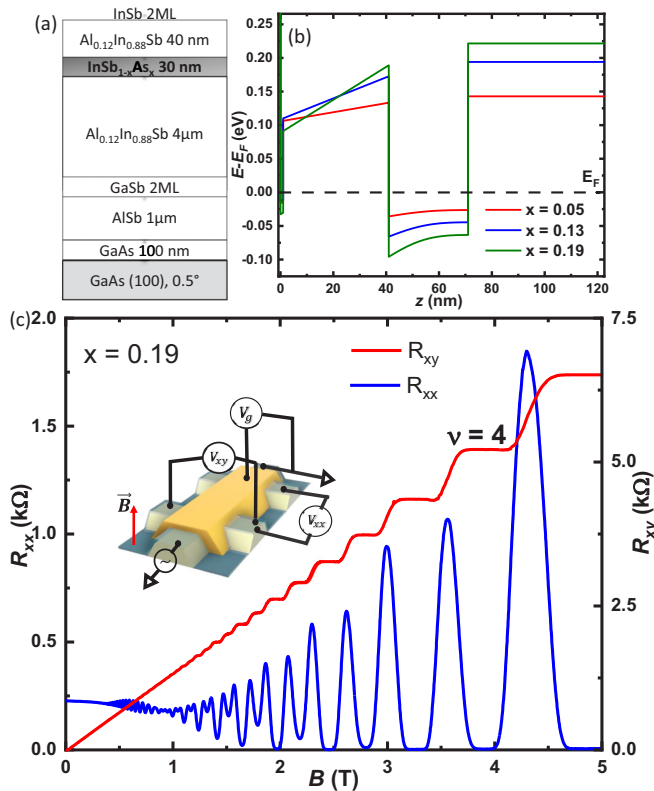 (a)
InSb 2ML
Al0.12In0.88Sb 40 nm
InSb1-xAsx 30 nm
Al0.12In0.88Sb 4µm
GaSb 2ML
AlSb 1µm
GaAs 100 nm
GaAs (100), 0.5°
(b)
E-EF (eV)
0.25
0.20
0.15
0.10
0.05
0.00
-0.05
-0.10
EF
x = 0.05
x = 0.13
x = 0.19
0 20 40 60 80 100 120
z (nm)
(c)
x = 0.19
Rxy
Rxx
ν = 4
Vg
Vxy
Vxx
B
~
Rxx (kΩ)
2.0
1.5
1.0
0.5
0.0
Rxy (kΩ)
7.5
5.0
2.5
0.0
0 1 2 3 4 5
B (T)